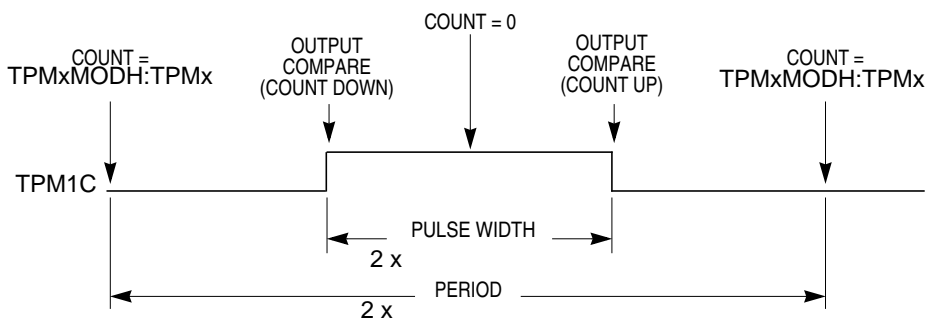 COUNT = 0
COUNT =
TPMxMODH:TPMx
OUTPUT
COMPARE
(COUNT DOWN)
OUTPUT
COMPARE
(COUNT UP)
COUNT =
TPMxMODH:TPMx
TPM1C
PULSE WIDTH
2 x
PERIOD
2 x